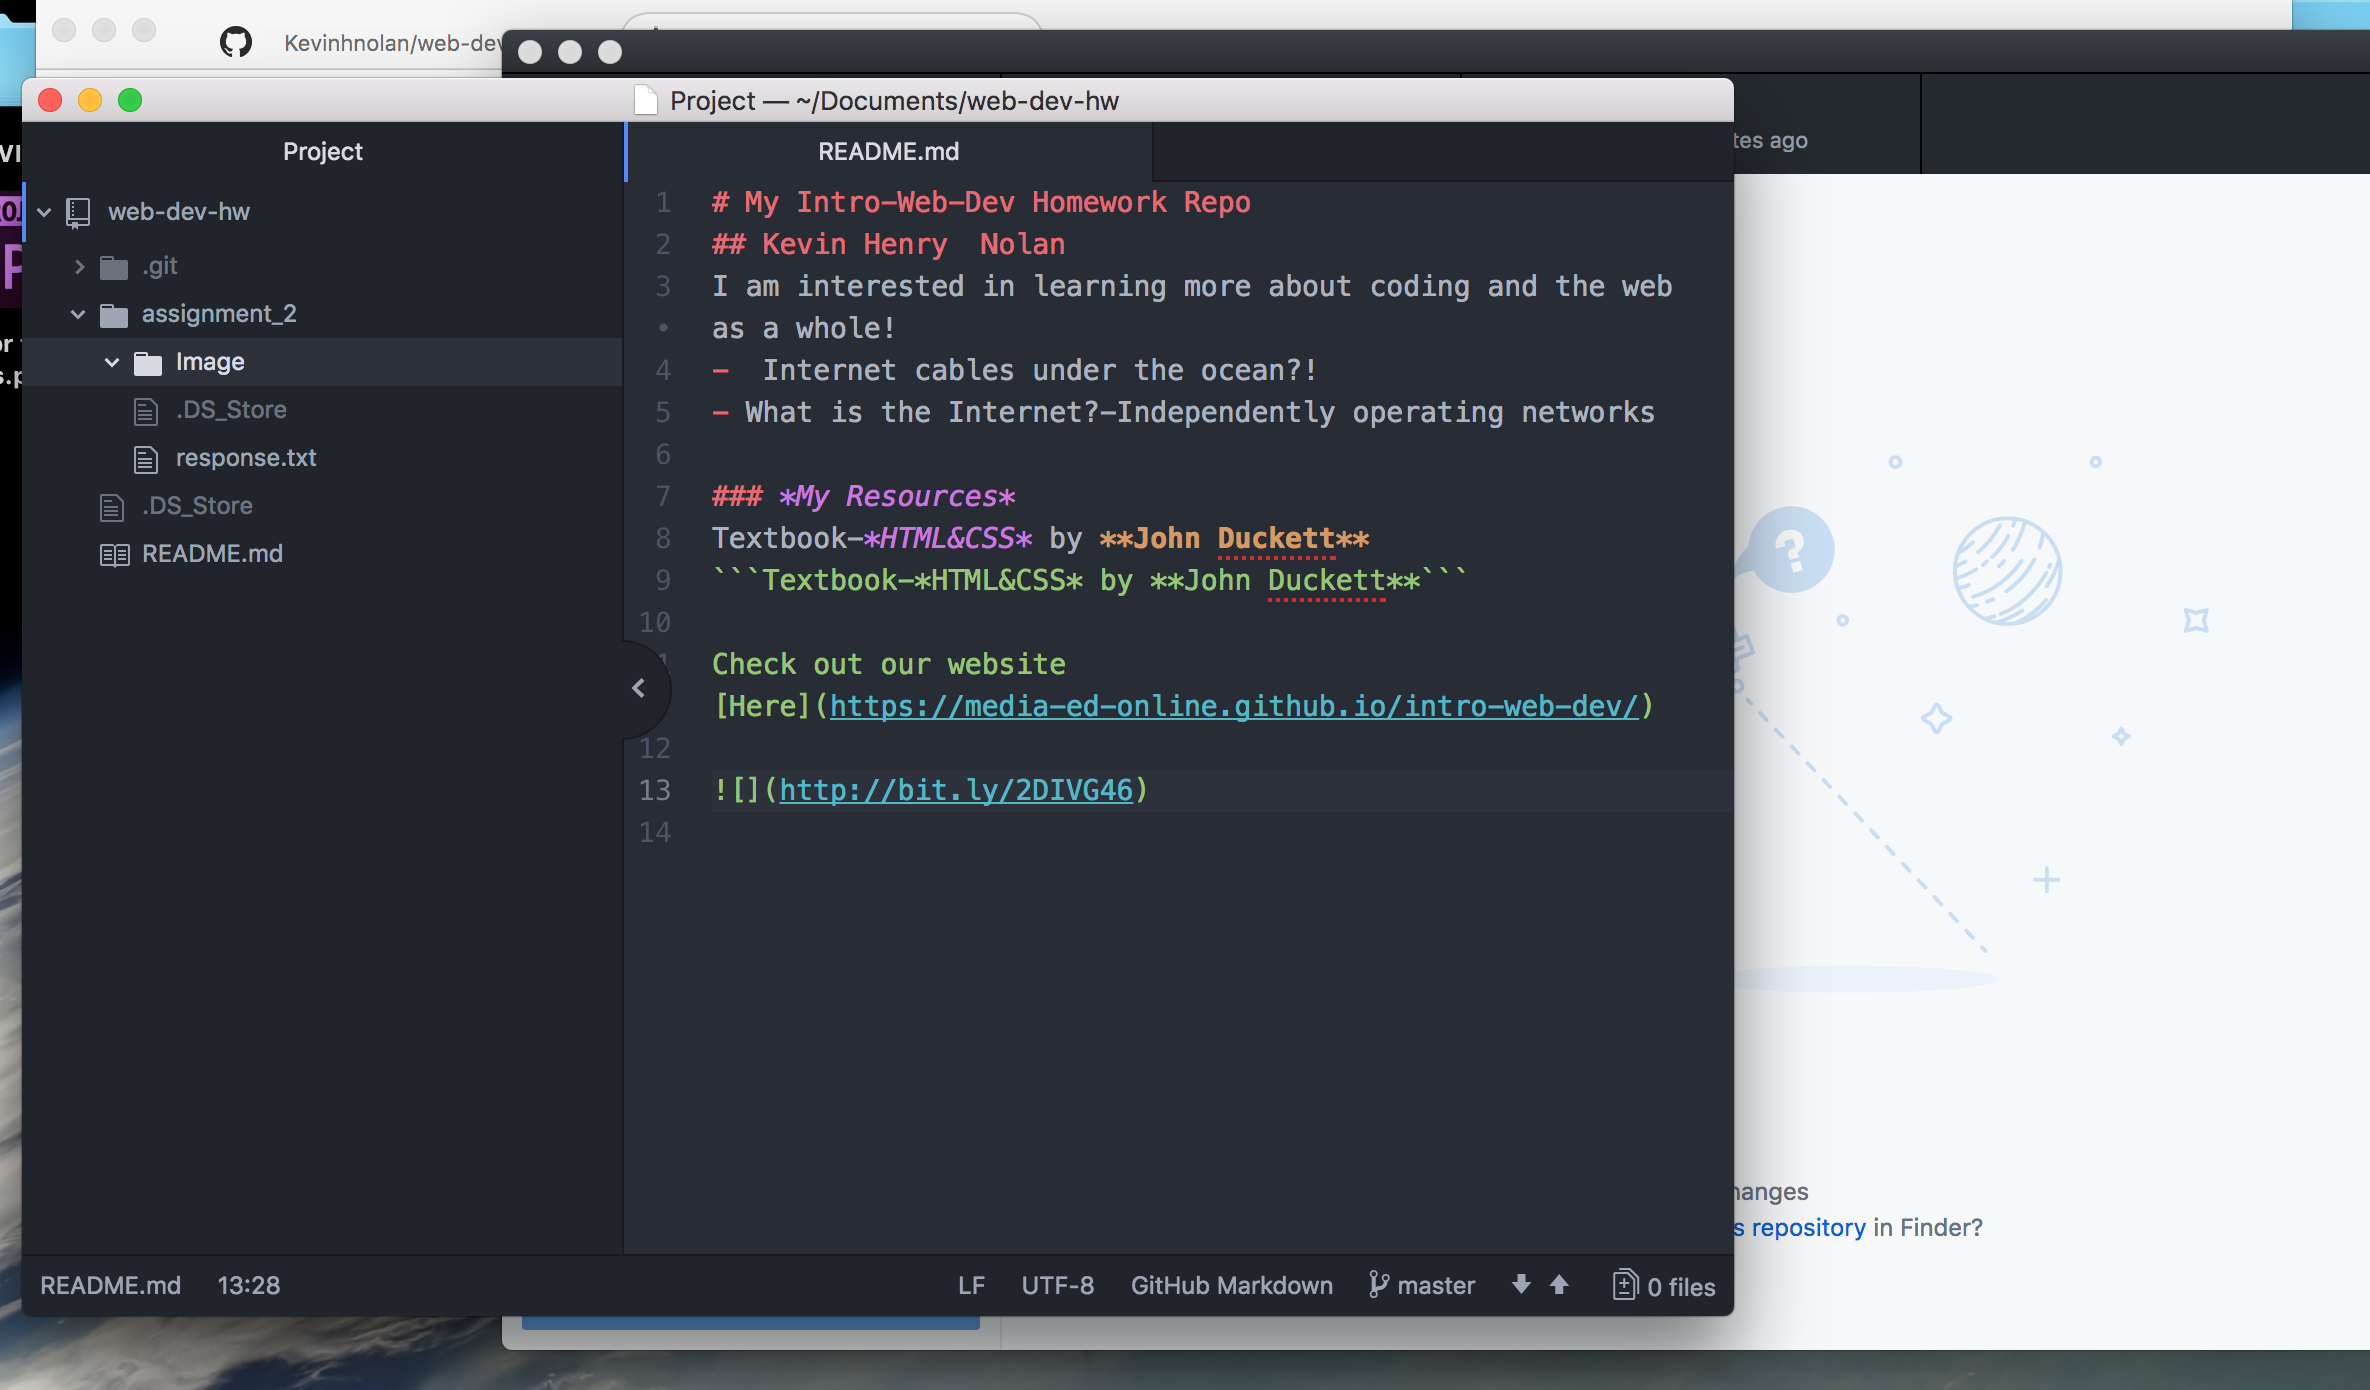 Kevinhnolan/web-dev
Project — ~/Documents/web-dev-hw
tes ago
Project
README.md
web-dev-hw
.git
assignment_2
Image
.DS_Store
response.txt
.DS_Store
README.md
1 # My Intro-Web-Dev Homework Repo
2 ## Kevin Henry  Nolan
3 I am interested in learning more about coding and the web
• as a whole!
4 -  Internet cables under the ocean?!
5 - What is the Internet?-Independently operating networks
6
7 ### *My Resources*
8 Textbook-*HTML&CSS* by **John Duckett**
9 ```Textbook-*HTML&CSS* by **John Duckett**```
10
1 Check out our website
[Here](https://media-ed-online.github.io/intro-web-dev/)
12
13 ![](http://bit.ly/2DIVG46)
14
?
hanges
s repository in Finder?
README.md 13:28 LF UTF-8 GitHub Markdown master 0 files